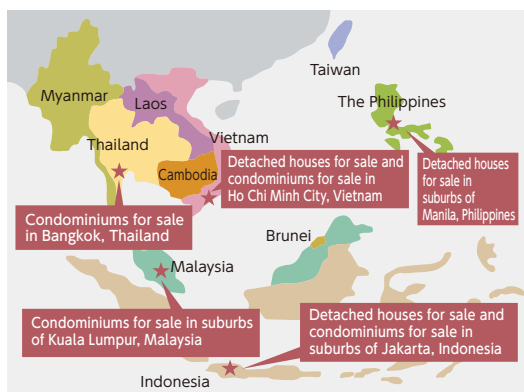 Taiwan
Myanmar
Laos
The Philippines
Thailand
Vietnam
Cambodia
Detached houses for sale and
condominiums for sale in
Ho Chi Minh City, Vietnam
Detached houses
for sale in
suburbs of
Manila, Philippines
Condominiums for sale
in Bangkok, Thailand
Brunei
Malaysia
Condominiums for sale in suburbs
of Kuala Lumpur, Malaysia
Detached houses for sale and
condominiums for sale in
suburbs of Jakarta, Indonesia
Indonesia